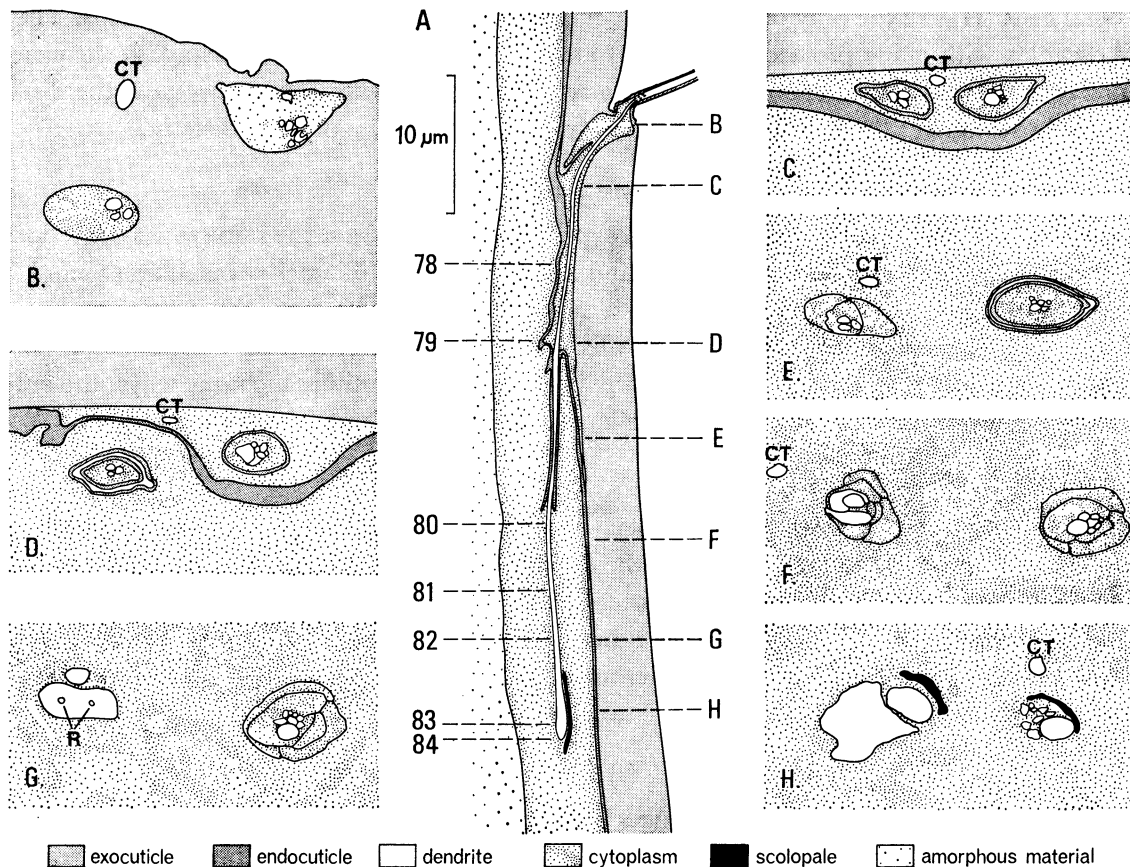 A
CT
B.
10 µm
B
C
78
79
D
E
80
F
81
82
G
H
83
84
CT
C.
CT
E.
CT
D.
CT
F.
R
G.
CT
H.
exocuticle
endocuticle
dendrite
cytoplasm
scolopale
amorphous material